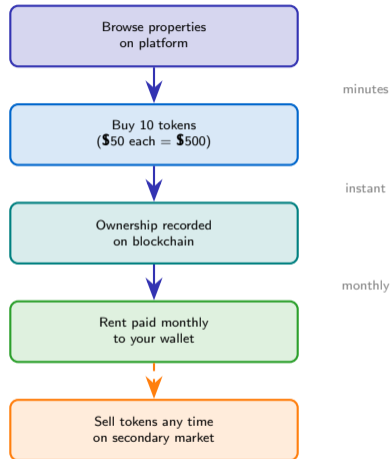 Browse properties
on platform
minutes
Buy 10 tokens
($50 each = $500)
instant
Ownership recorded
on blockchain
monthly
Rent paid monthly
to your wallet
Sell tokens any time
on secondary market